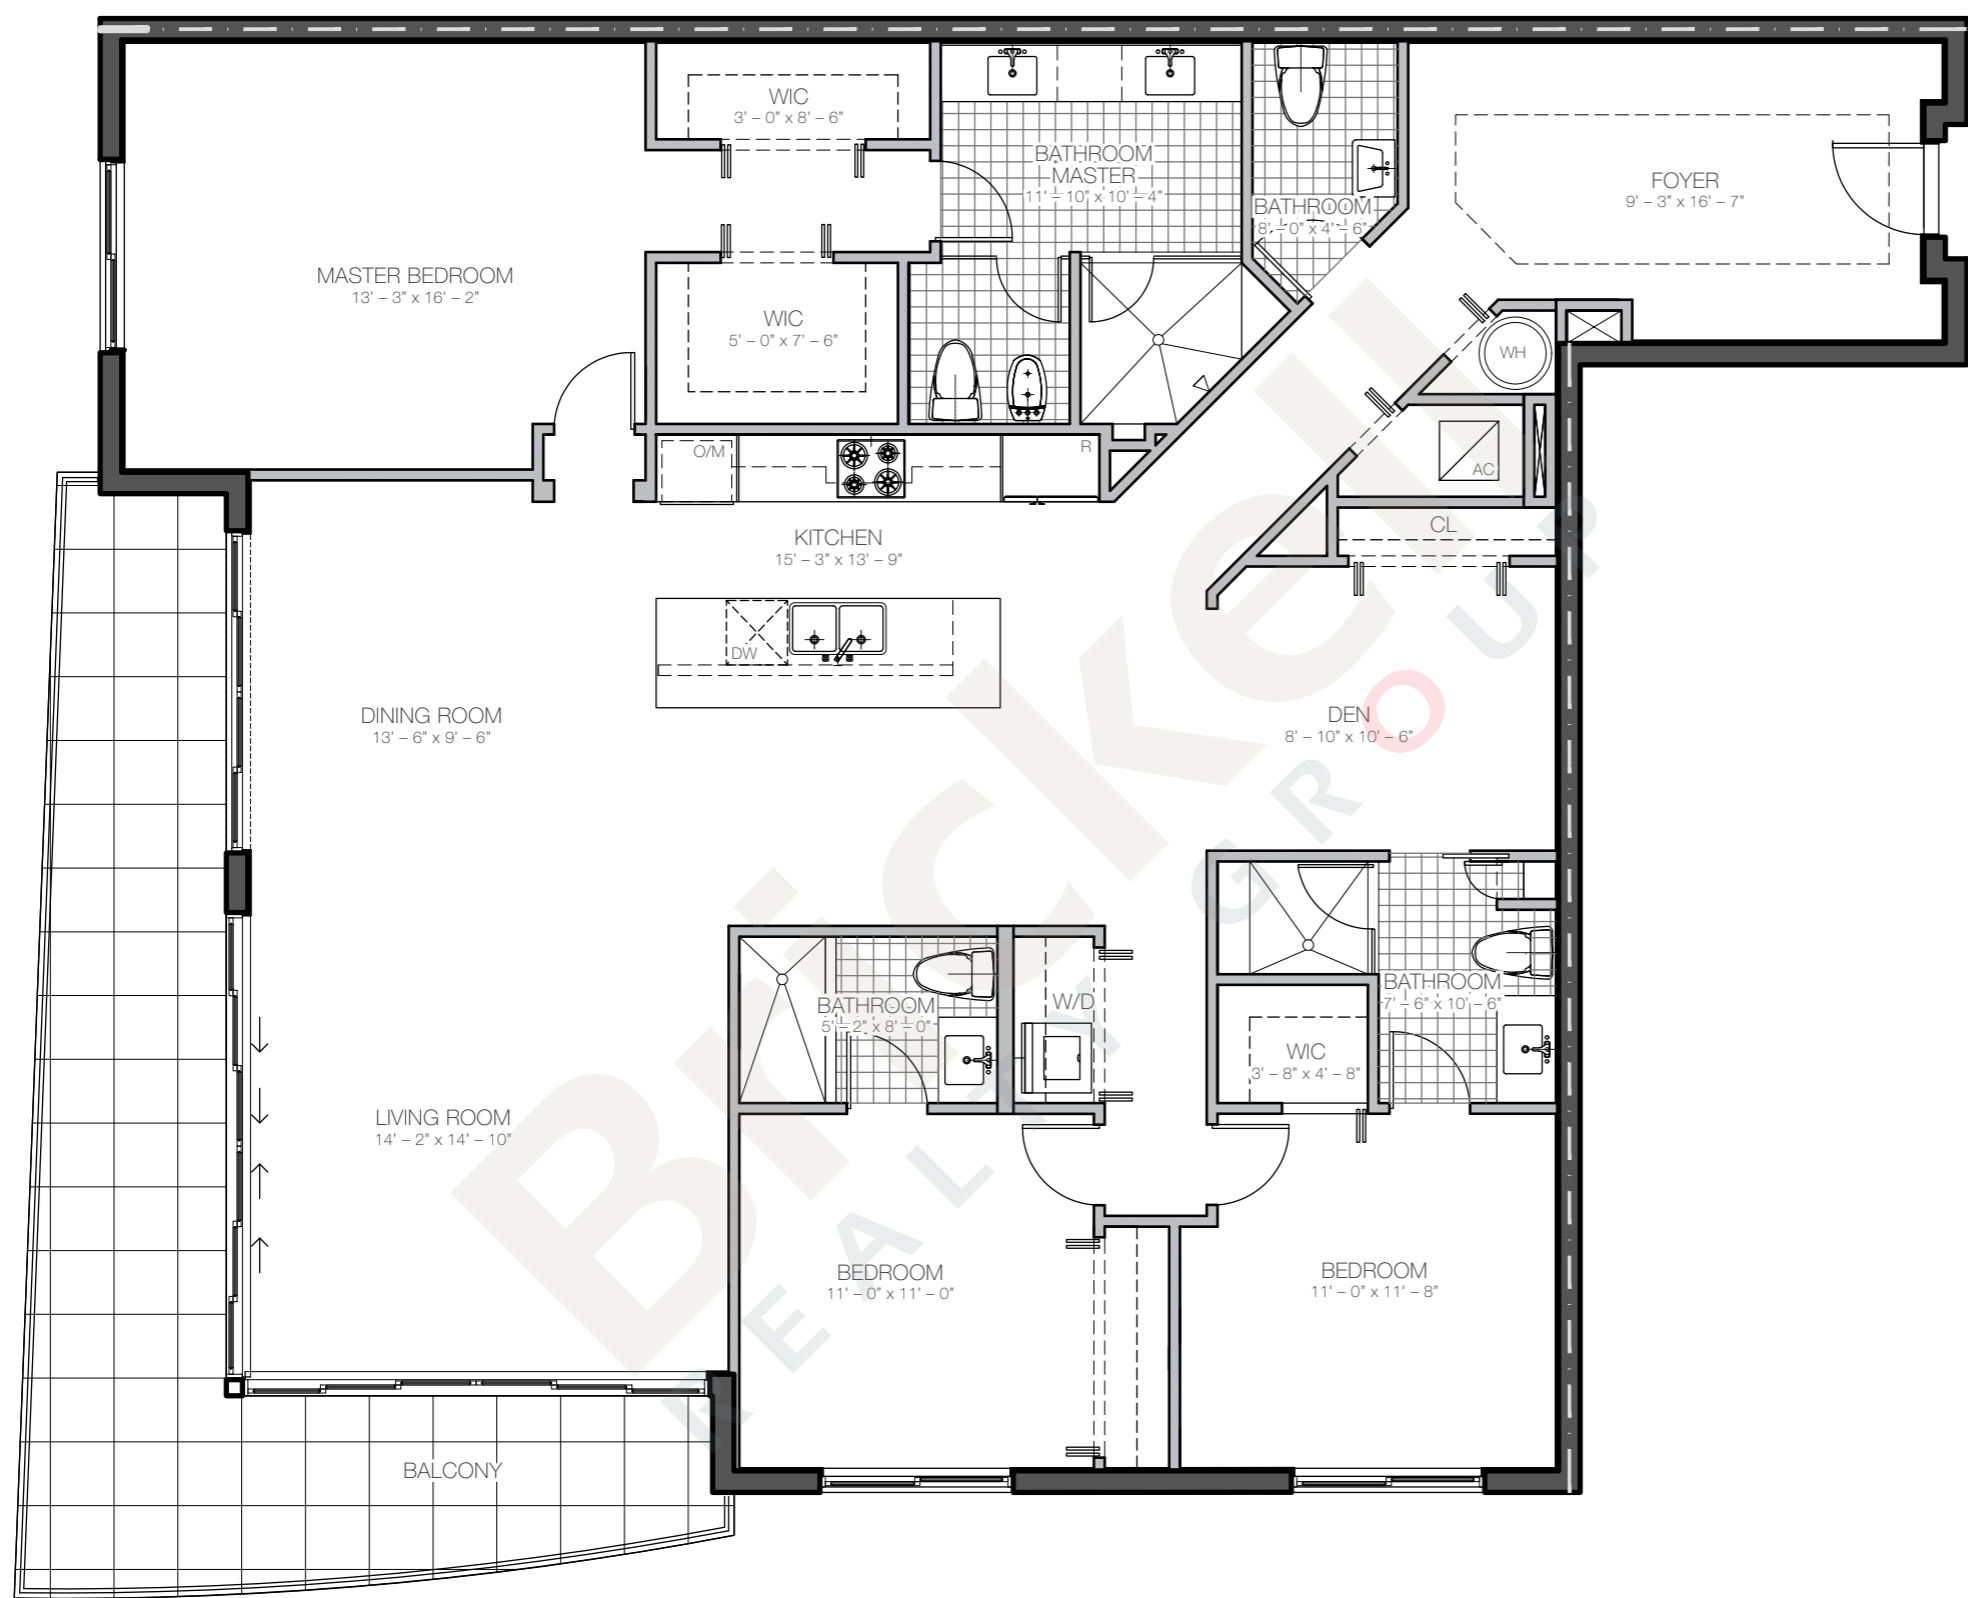 WIC
3' – 0" x 8' – 6"
BATHROOM
MASTER
11' – 10" x 10' – 4"
BATHROOM
8' – 0" x 4' – 6"
FOYER
9' – 3" x 16' – 7"
MASTER BEDROOM
13' – 3" x 16' – 2"
WIC
5' – 0" x 7' – 6"
WH
O/M
R
AC
CL
KITCHEN
15' – 3" x 13' – 9"
DW
DINING ROOM
13' – 6" x 9' – 6"
DEN
8' – 10" x 10' – 6"
BATHROOM
5' – 2" x 8' – 0"
W/D
BATHROOM
7' – 6" x 10' – 6"
WIC
3' – 8" x 4' – 8"
LIVING ROOM
14' – 2" x 14' – 10"
BEDROOM
11' – 0" x 11' – 0"
BEDROOM
11' – 0" x 11' – 8"
BALCONY
Brickell
REALTY GROUP